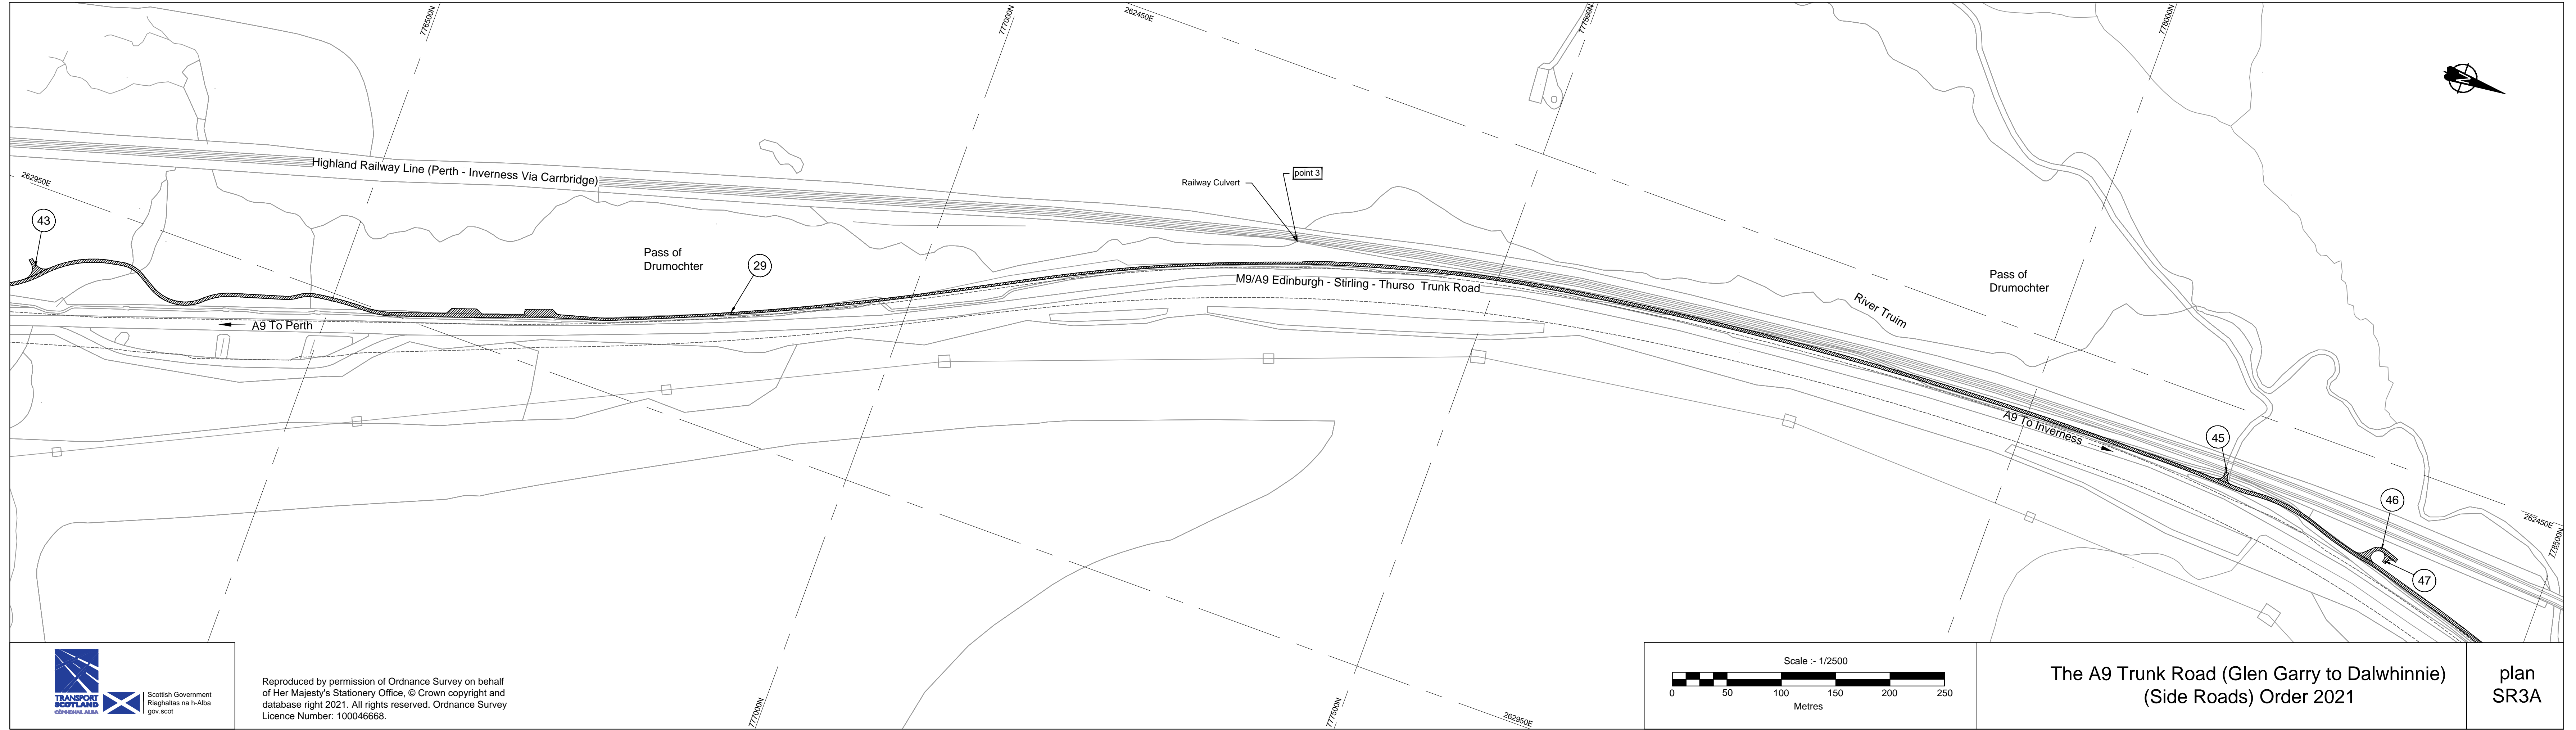 776500N
777000N
262450E
777500N
778000N
Highland Railway Line (Perth - Inverness Via Carrbridge)
262950E
43
Railway Culvert
point 3
Pass of
Drumochter
29
M9/A9 Edinburgh - Stirling - Thurso Trunk Road
A9 To Perth
Pass of
Drumochter
River Truim
A9 To Inverness
45
46
262450E
778500N
47
777000N
777500N
262950E
TRANSPORT
SCOTLAND
CÒMHDHAIL ALBA
Scottish Government
Riaghaltas na h-Alba
gov.scot
Reproduced by permission of Ordnance Survey on behalf
of Her Majesty's Stationery Office, © Crown copyright and
database right 2021. All rights reserved. Ordnance Survey
Licence Number: 100046668.
Scale :- 1/2500
0 50 100 150 200 250
Metres
The A9 Trunk Road (Glen Garry to Dalwhinnie)
(Side Roads) Order 2021
plan
SR3A